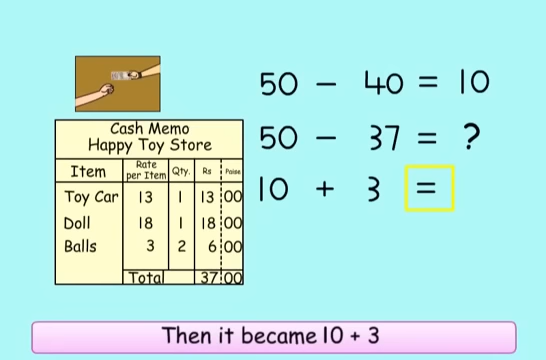 50 - 40 = 10
Cash Memo
Happy Toy Store
50 - 37 = ?
Item Rate per Item Qty. Rs Paise
Toy Car 13 1 13 00
10 + 3 =
Doll 18 1 18 00
Balls 3 2 6 00
Total 37 00
Then it became 10 + 3